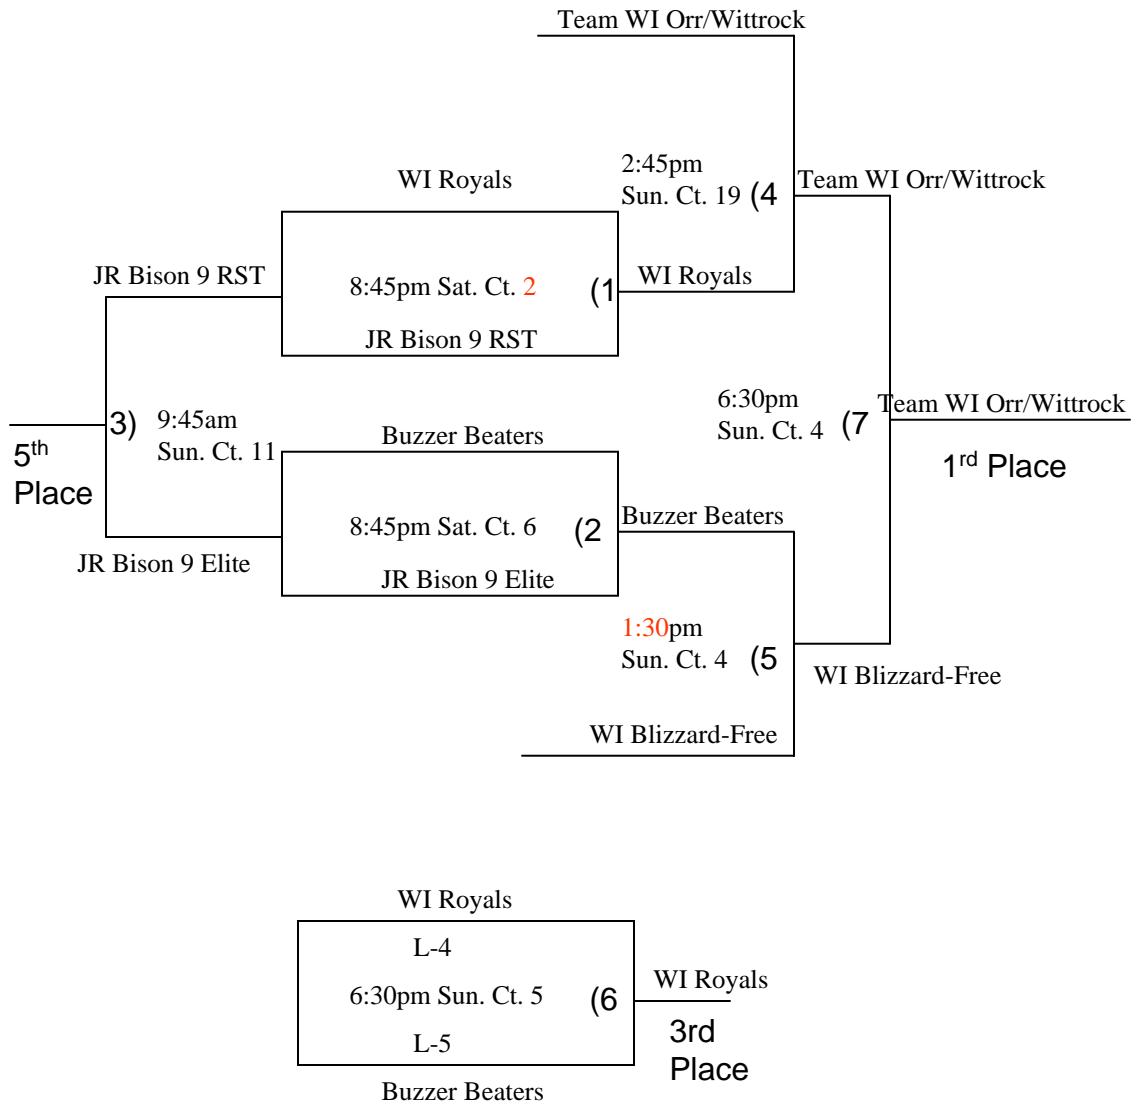 Team WI Orr/Wittrock
2:45pm
Sun. Ct. 19 (4
WI Royals
Team WI Orr/Wittrock
JR Bison 9 RST
8:45pm Sat. Ct. 2 (1
WI Royals
JR Bison 9 RST
3) 9:45am
Sun. Ct. 11
5th
Place
6:30pm
Sun. Ct. 4 (7
Team WI Orr/Wittrock
1rd Place
Buzzer Beaters
8:45pm Sat. Ct. 6 (2
Buzzer Beaters
JR Bison 9 Elite
JR Bison 9 Elite
1:30pm
Sun. Ct. 4 (5
WI Blizzard-Free
WI Blizzard-Free
WI Royals
L-4
6:30pm Sun. Ct. 5 (6
WI Royals
L-5
3rd
Place
Buzzer Beaters